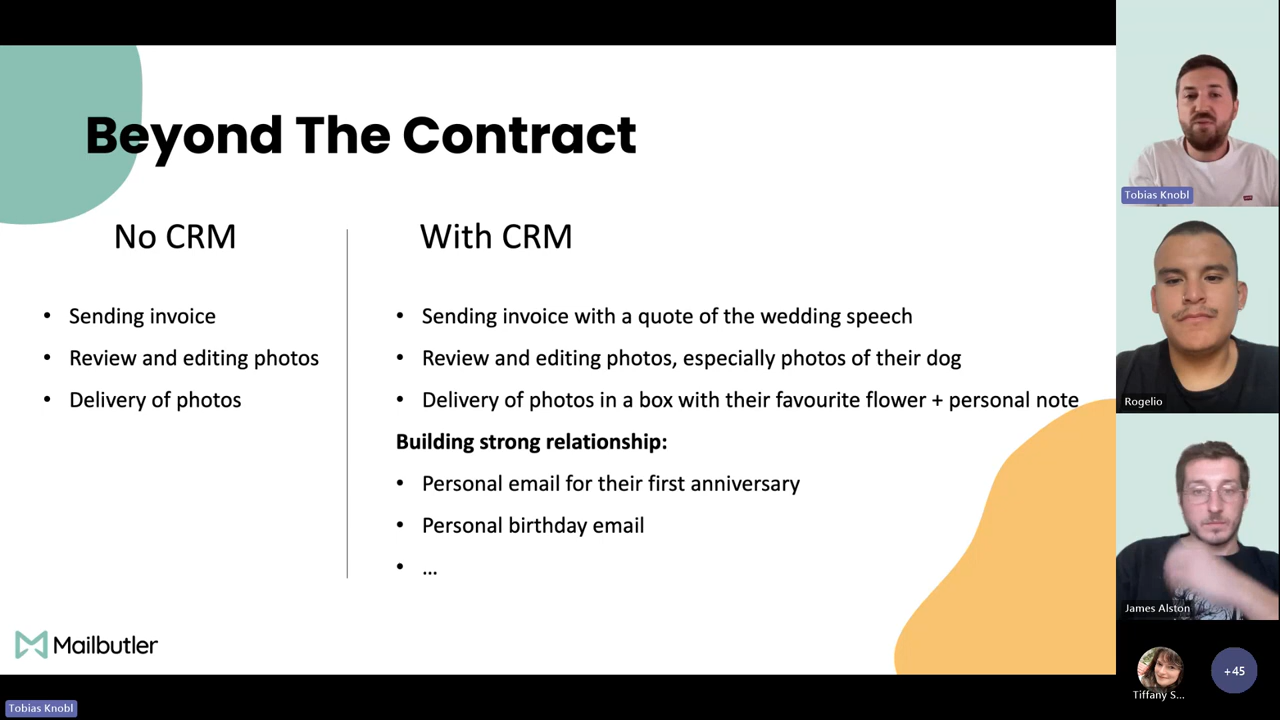 Beyond The Contract
No CRM
• Sending invoice
• Review and editing photos
• Delivery of photos
With CRM
• Sending invoice with a quote of the wedding speech
• Review and editing photos, especially photos of their dog
• Delivery of photos in a box with their favourite flower + personal note
Building strong relationship:
• Personal email for their first anniversary
• Personal birthday email
• ...
Mailbutler
Tobias Knobl
Tobias Knobl
Rogelio
James Alston
Tiffany S...
+45